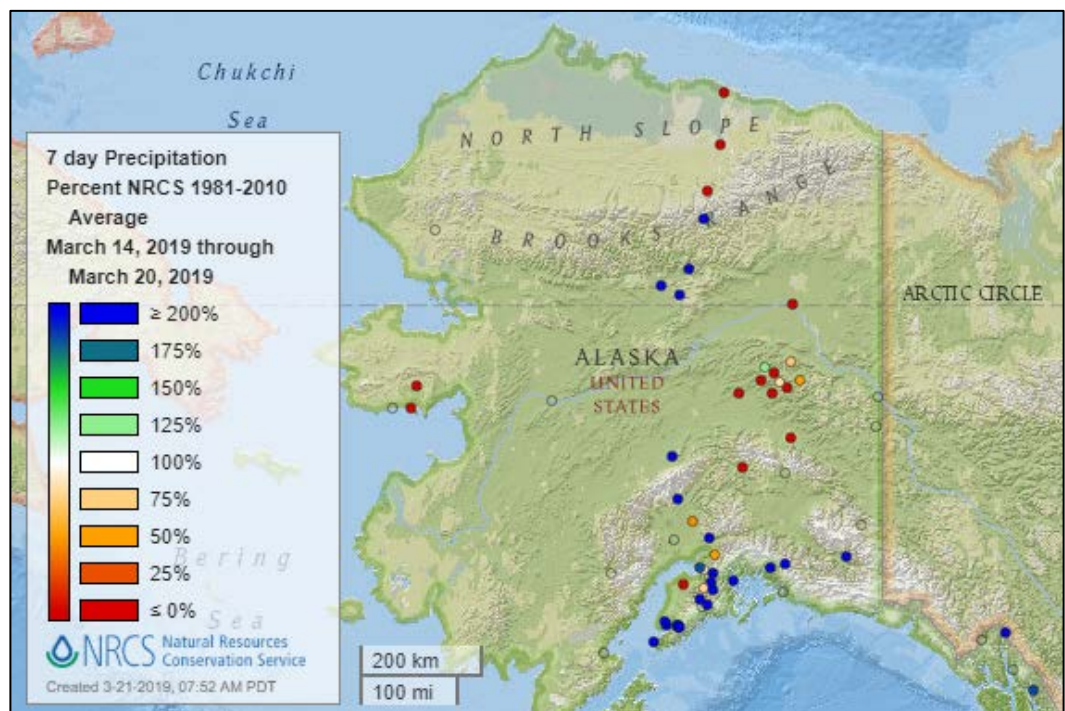 Chukchi
Sea
NORTH SLOPE
BROOKS RANGE
ARCTIC CIRCLE
ALASKA
UNITED
STATES
Bering
Sea
7 day Precipitation
Percent NRCS 1981-2010
Average
March 14, 2019 through
March 20, 2019
≥ 200%
175%
150%
125%
100%
75%
50%
25%
≤ 0%
NRCS Natural Resources
Conservation Service
Created 3-21-2019, 07:52 AM PDT
200 km
100 mi